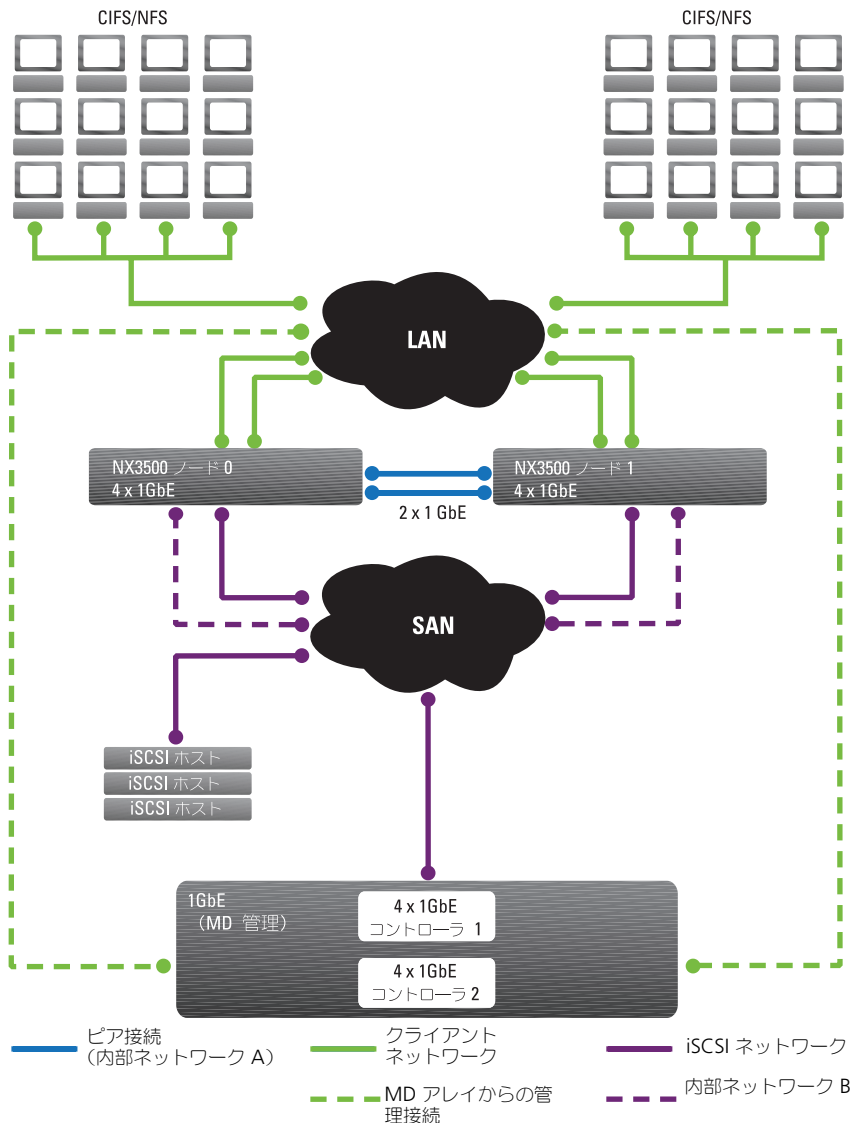 CIFS/NFS
CIFS/NFS
LAN
NX3500 ノード 0
4 x 1GbE
NX3500 ノード 1
4 x 1GbE
2 x 1 GbE
SAN
iSCSI ホスト
iSCSI ホスト
iSCSI ホスト
1GbE
（MD 管理）
4 x 1GbE
コントローラ 1
4 x 1GbE
コントローラ 2
ピア接続
（内部ネットワーク A）
クライアント
ネットワーク
iSCSI ネットワーク
MD アレイからの管
理接続
内部ネットワーク B